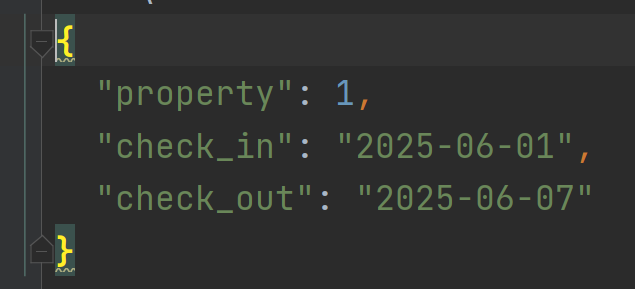 {
"property": 1,
"check_in": "2025-06-01",
"check_out": "2025-06-07"
}